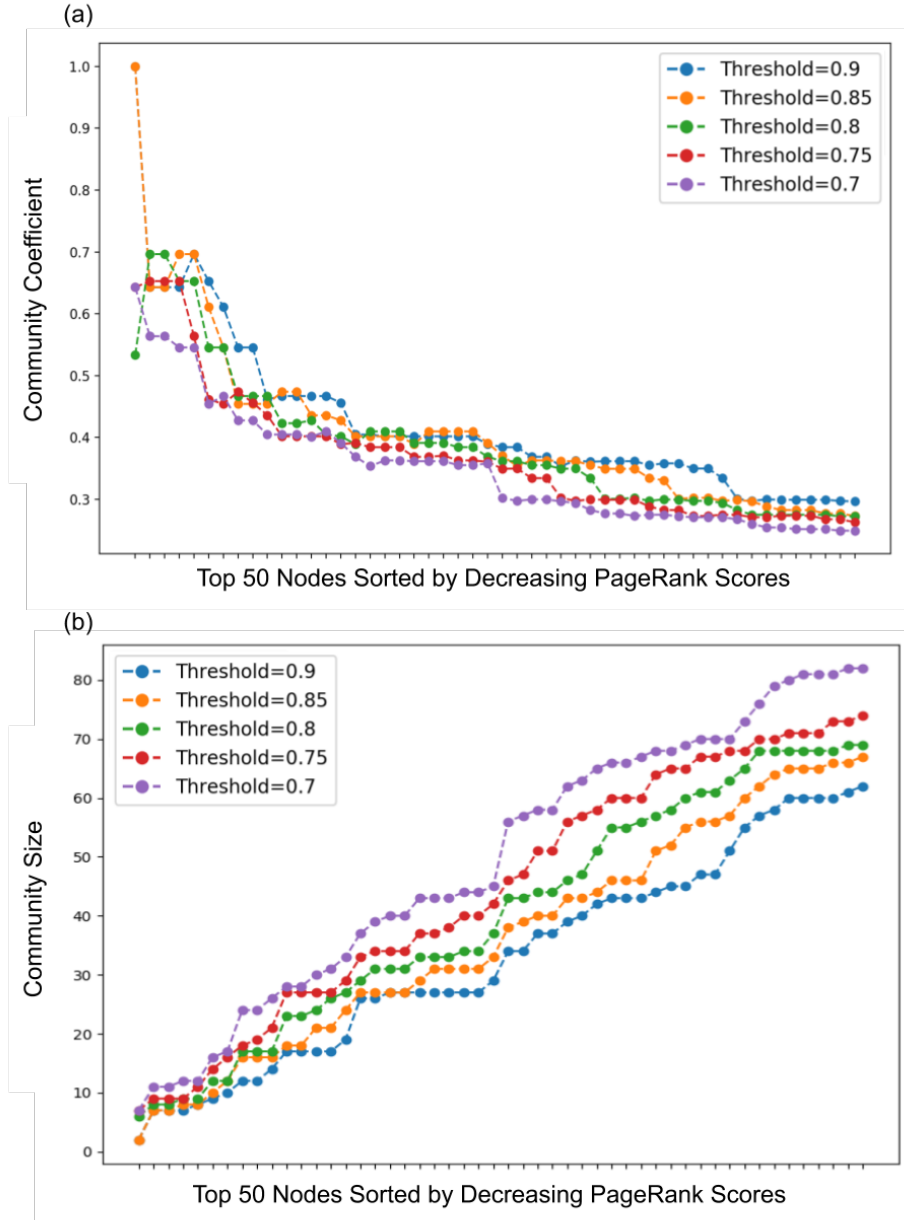 (a)
1.0
0.9
0.8
0.7
0.6
0.5
0.4
0.3
Community Coefficient
Threshold=0.9
Threshold=0.85
Threshold=0.8
Threshold=0.75
Threshold=0.7
Top 50 Nodes Sorted by Decreasing PageRank Scores
(b)
80
70
60
50
40
30
20
10
0
Community Size
Threshold=0.9
Threshold=0.85
Threshold=0.8
Threshold=0.75
Threshold=0.7
Top 50 Nodes Sorted by Decreasing PageRank Scores